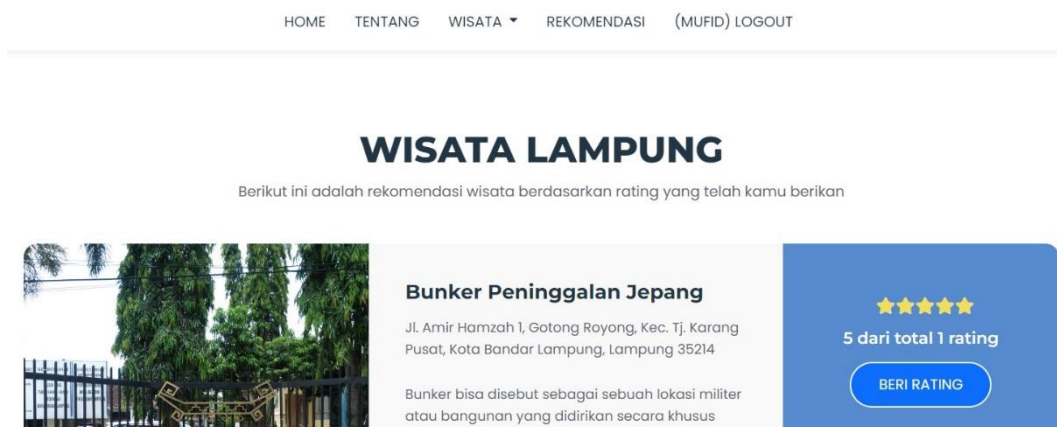 HOME TENTANG WISATA REKOMENDASI (MUFID) LOGOUT
WISATA LAMPUNG
Berikut ini adalah rekomendasi wisata berdasarkan rating yang telah kamu berikan
Bunker Peninggalan Jepang
Jl. Amir Hamzah 1, Gotong Royong, Kec. Tj. Karang
Pusat, Kota Bandar Lampung, Lampung 35214
Bunker bisa disebut sebagai sebuah lokasi militer
atau bangunan yang didirikan secara khusus
5 dari total 1 rating
BERI RATING